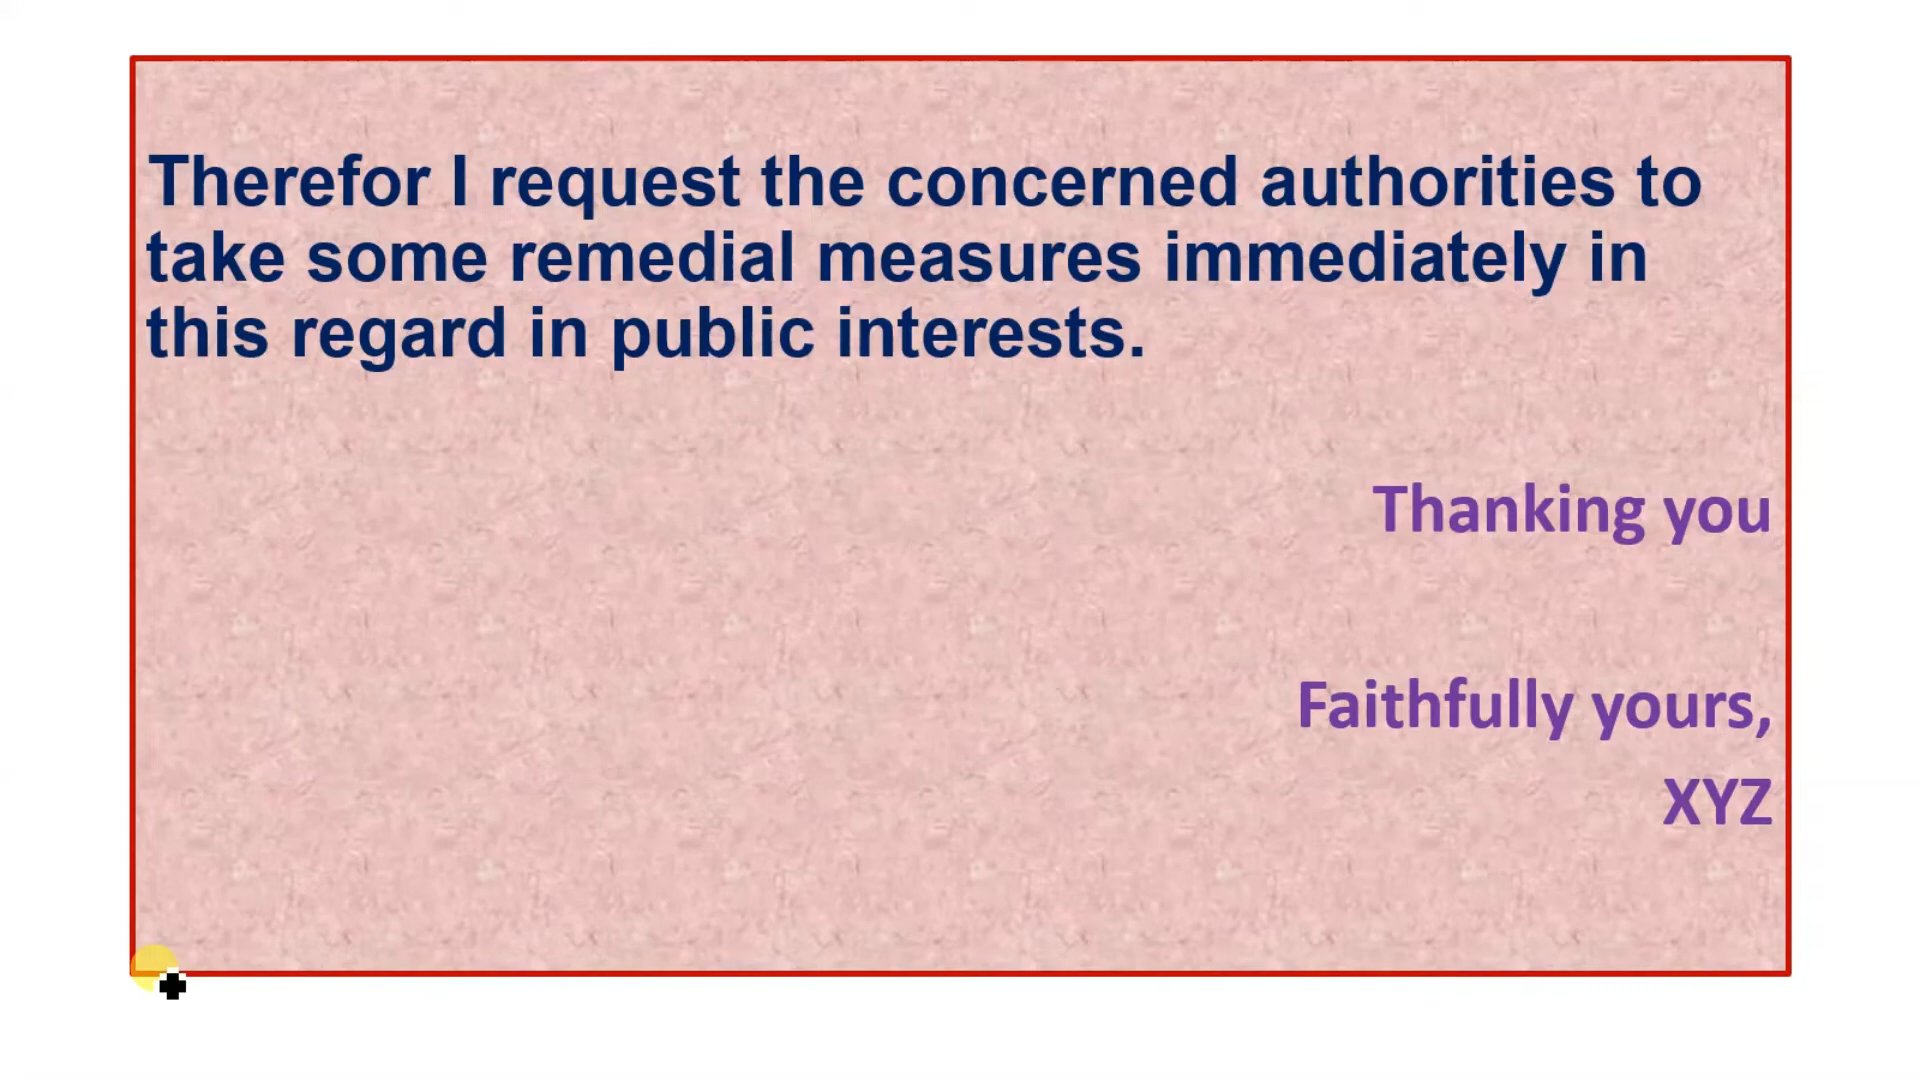 Therefor I request the concerned authorities to
take some remedial measures immediately in
this regard in public interests.
Thanking you
Faithfully yours,
XYZ